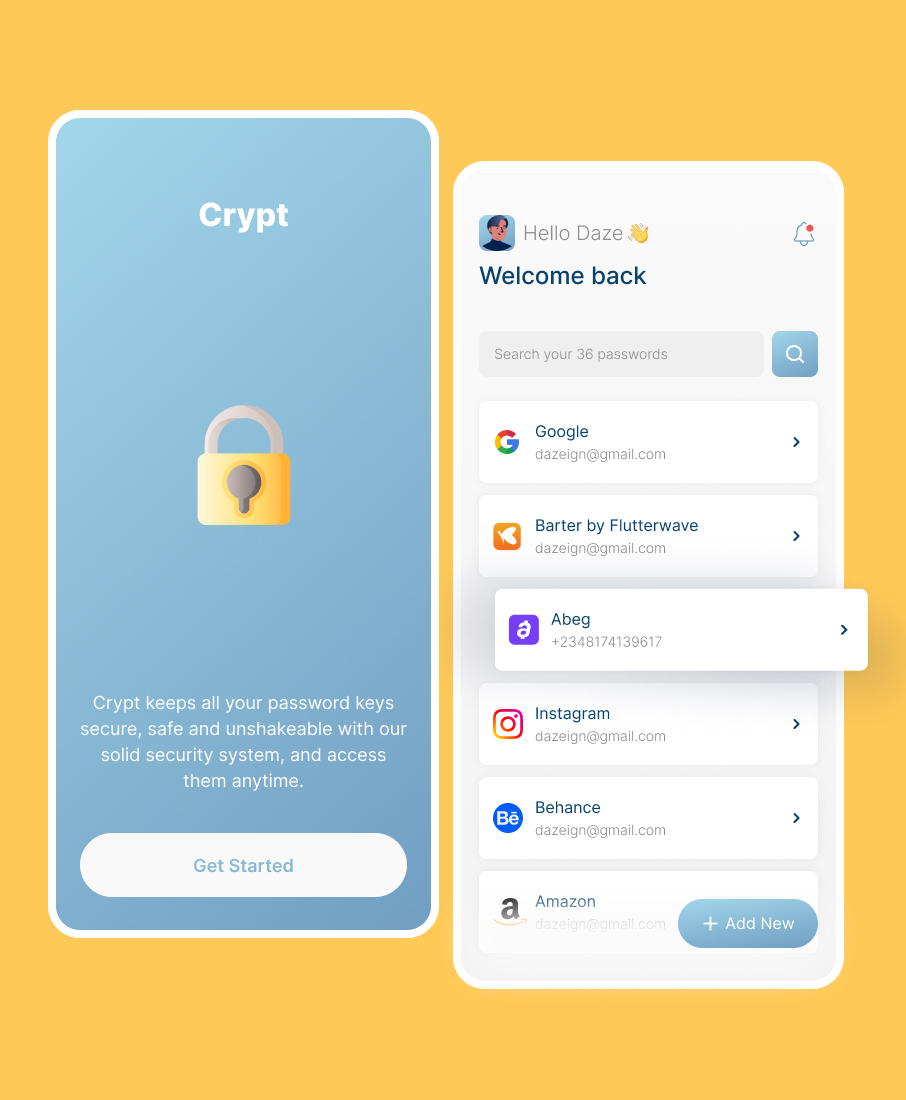 Crypt
Crypt keeps all your password keys
secure, safe and unshakeable with our
solid security system, and access
them anytime.
Get Started
Hello Daze 👋
Welcome back
Search your 36 passwords
Google
dazeign@gmail.com
Barter by Flutterwave
dazeign@gmail.com
Abeg
+2348174139617
Instagram
dazeign@gmail.com
Bē
Behance
dazeign@gmail.com
a
Amazon
dazeign@gmail.com
+ Add New